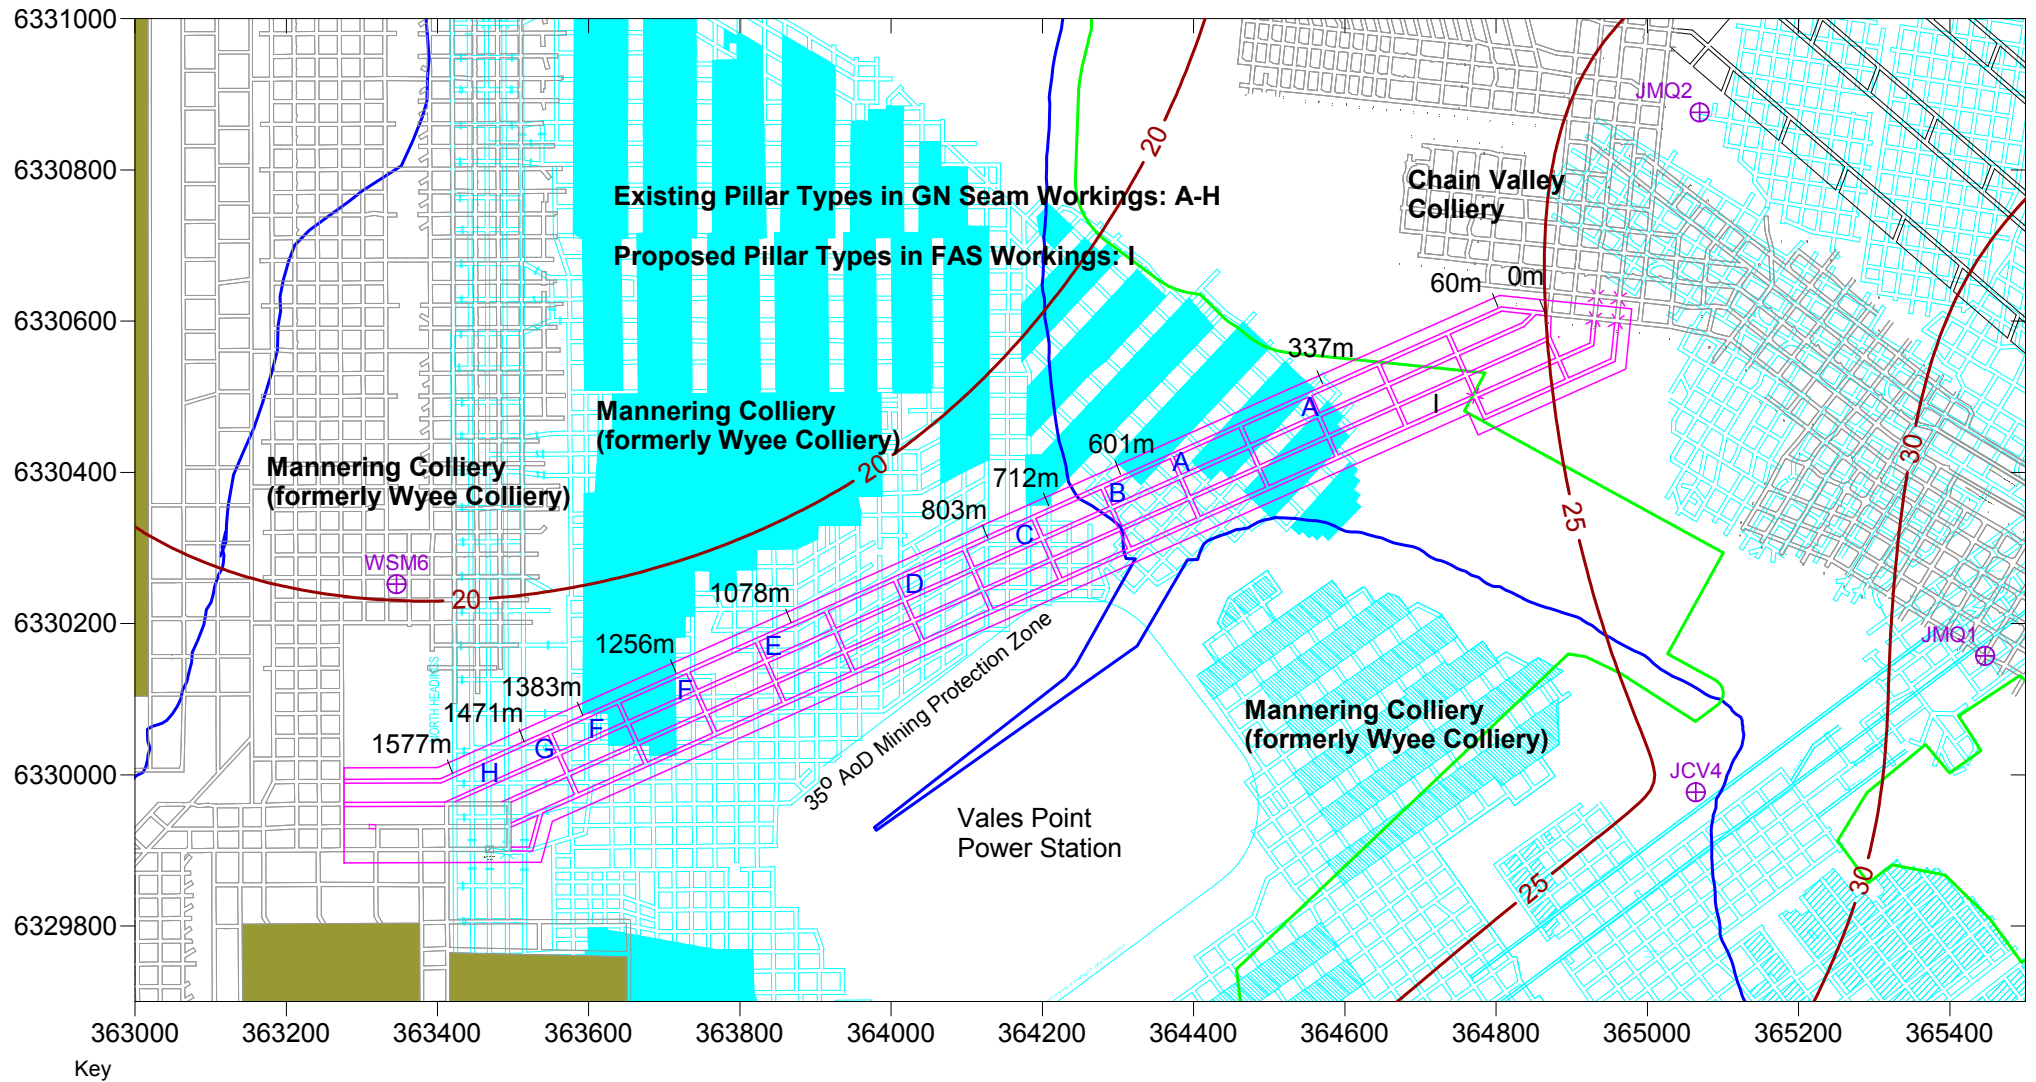 6331000
6330800
6330600
6330400
6330200
6330000
6329800
363000
363200
363400
363600
363800
364000
364200
364400
364600
364800
365000
365200
365400
Key
Existing Pillar Types in GN Seam Workings: A-H
Proposed Pillar Types in FAS Workings: I
Chain Valley
Colliery
JMQ2
20
60m
0m
337m
Mannering Colliery
(formerly Wyee Colliery)
Mannering Colliery
(formerly Wyee Colliery)
20
A
I
30
601m
A
712m
B
803m
C
25
WSM6
20
D
1078m
E
35o AoD Mining Protection Zone
JMQ1
1256m
F
1383m
F
1471m
G
1577m
H
Mannering Colliery
(formerly Wyee Colliery)
JCV4
Vales Point
Power Station
25
30